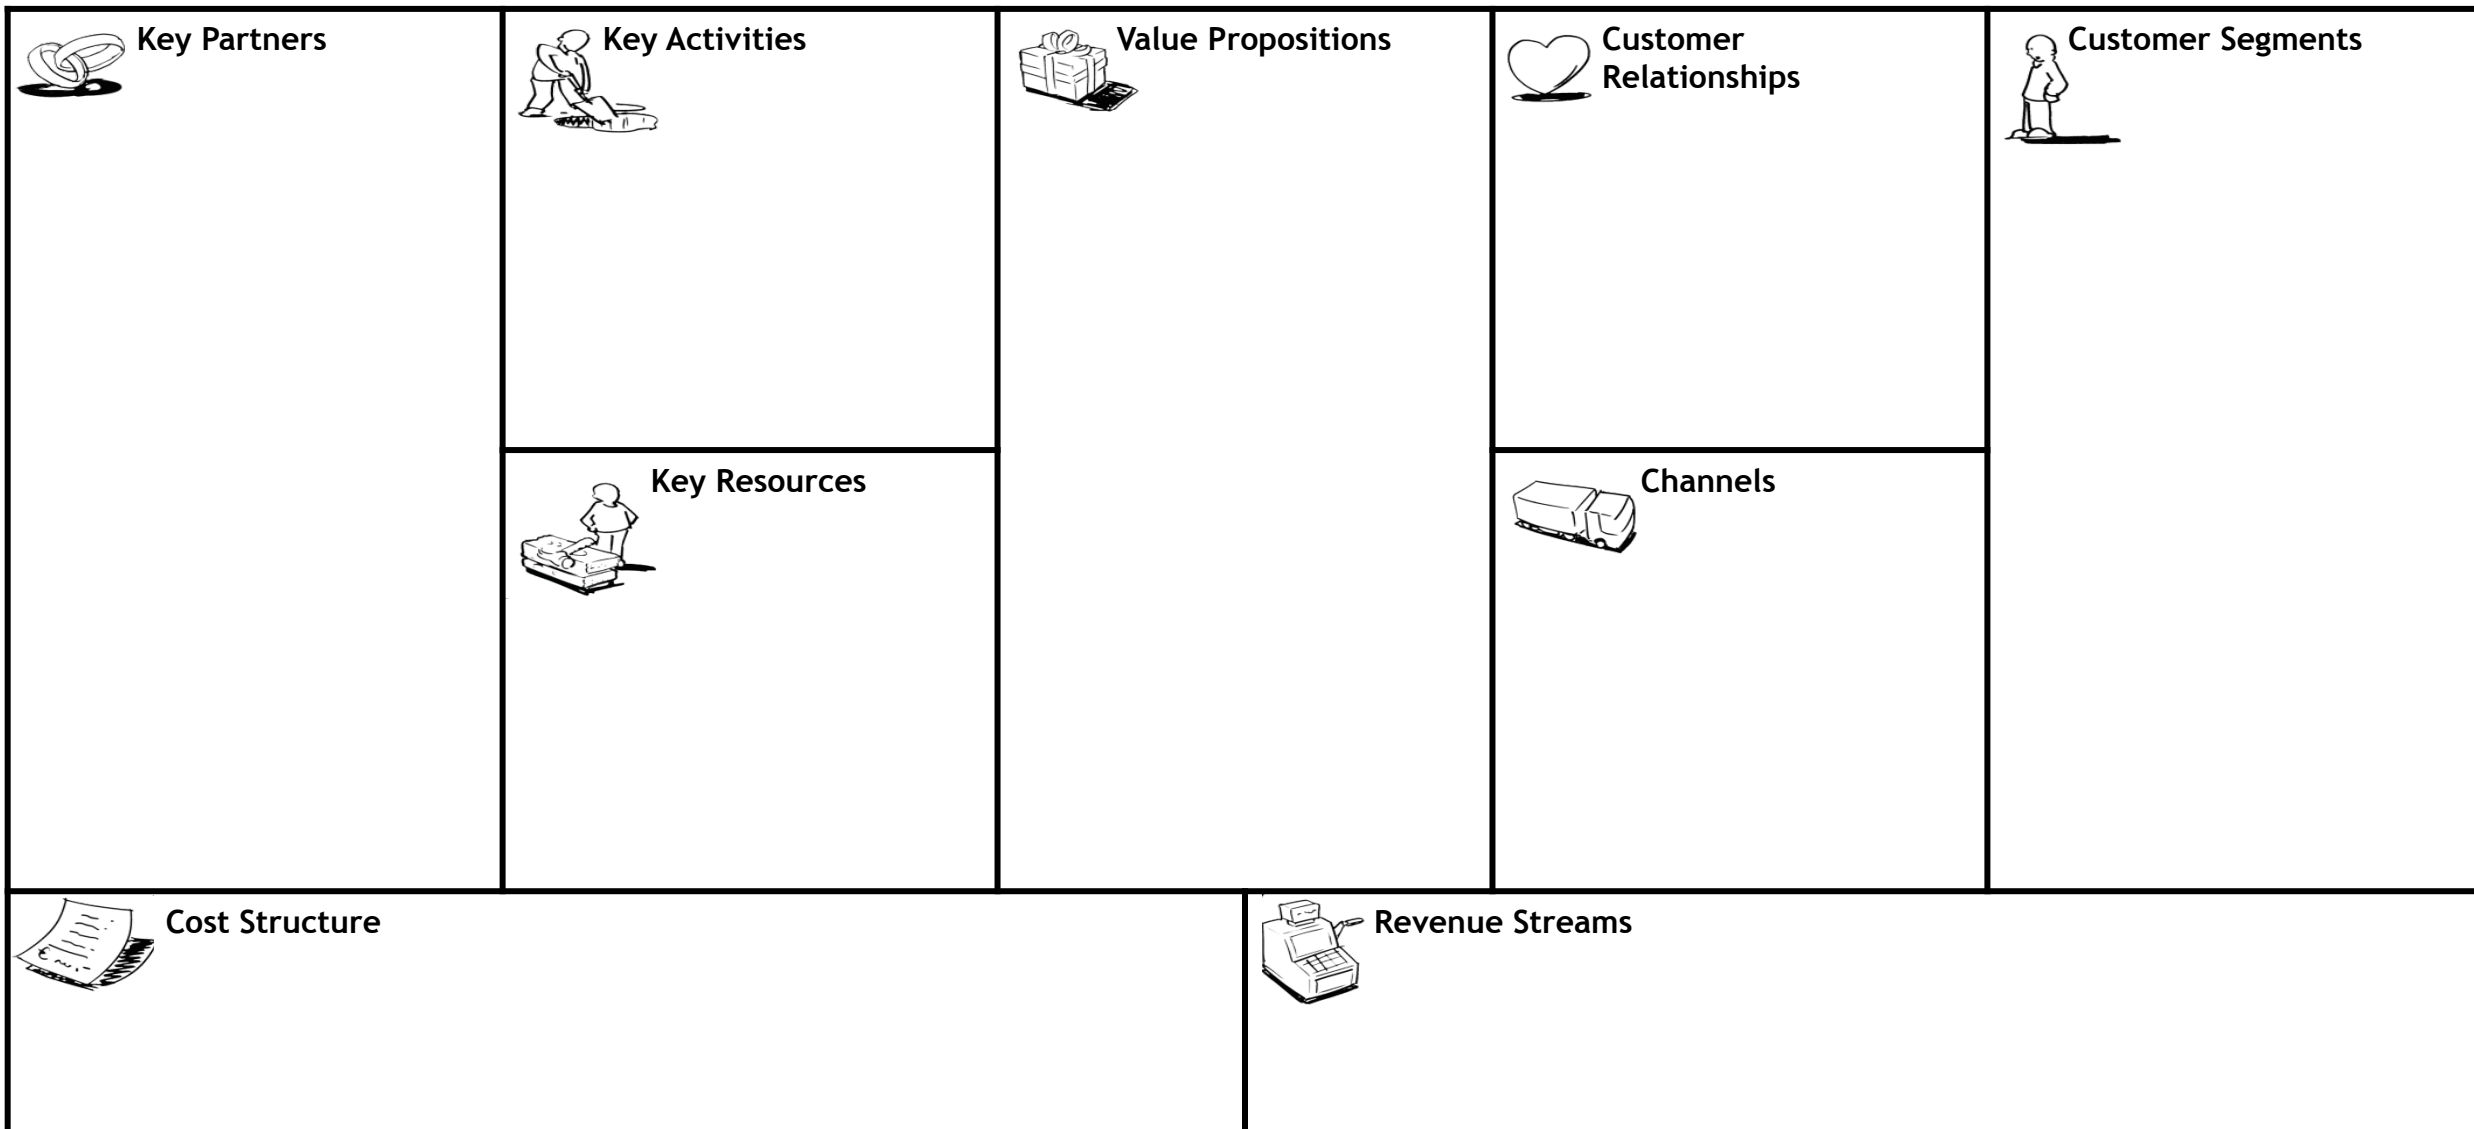 Key Partners
Key Activities
Value Propositions
Customer
Relationships
Customer Segments
Key Resources
Channels
Cost Structure
Revenue Streams